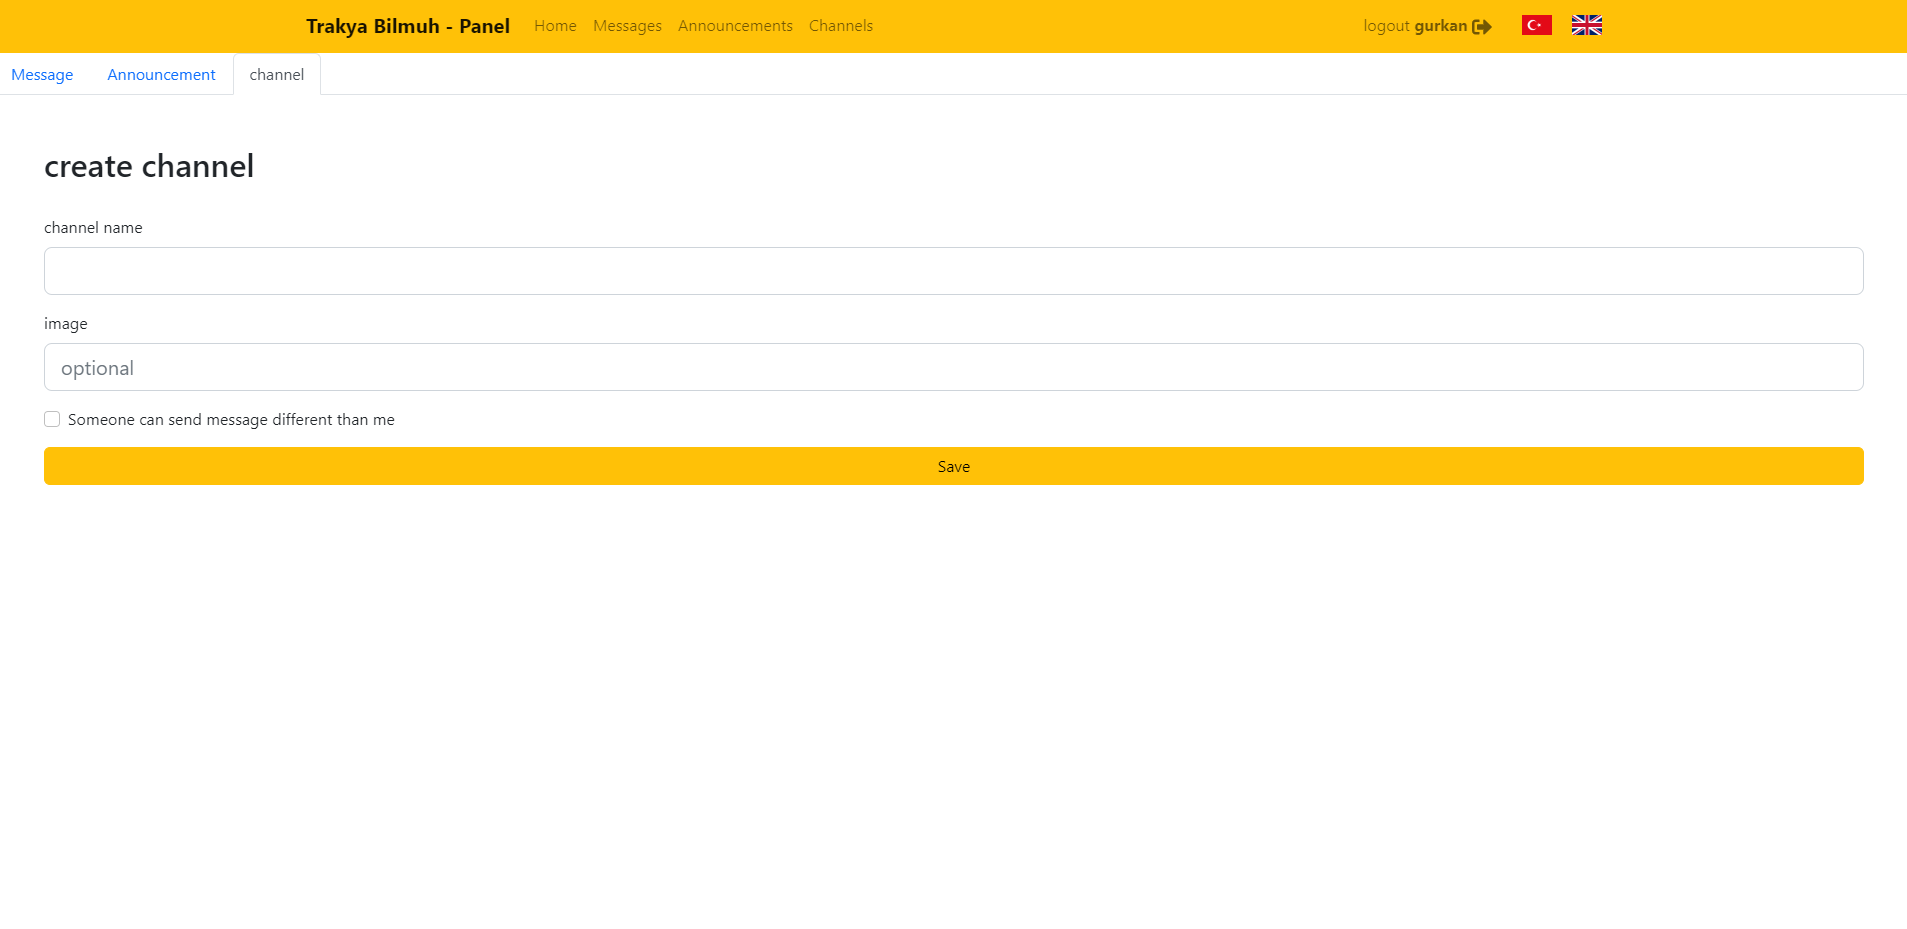 Trakya Bilmuh - Panel Home Messages Announcements Channels logout gurkan
Message Announcement channel
create channel
channel name
image
optional
Someone can send message different than me
Save